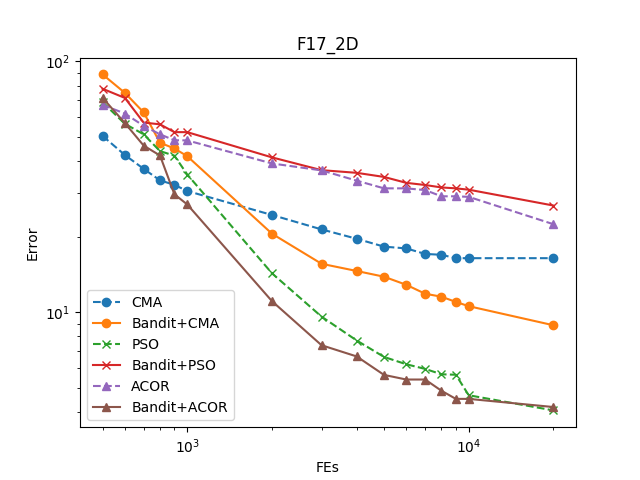 F17_2D
10²
10¹
Error
CMA
Bandit+CMA
PSO
Bandit+PSO
ACOR
Bandit+ACOR
10³
10⁴
FEs